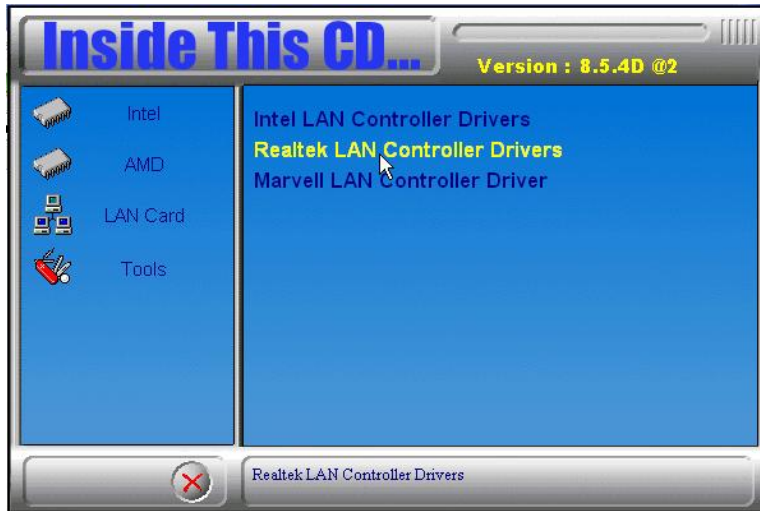 Inside This CD...
Version : 8.5.4D @2
Intel
AMD
LAN Card
Tools
Intel LAN Controller Drivers
Realtek LAN Controller Drivers
Marvell LAN Controller Driver
Realtek LAN Controller Drivers